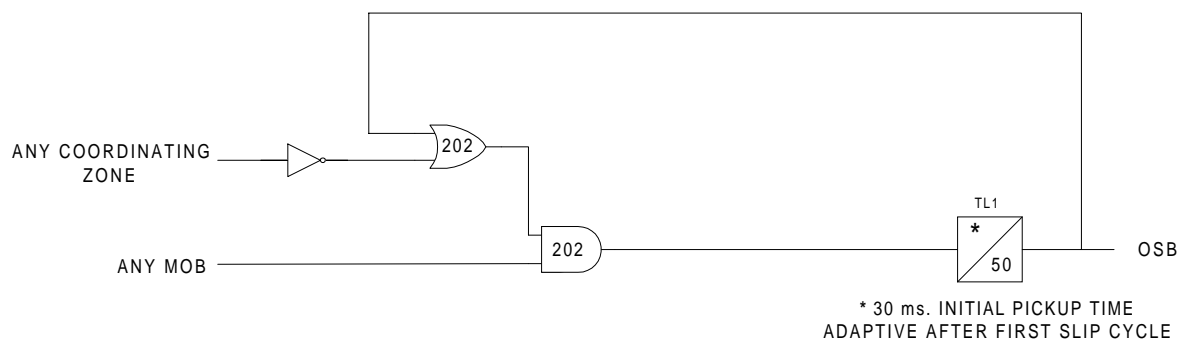 202
ANY COORDINATING
ZONE
TL1
*
202
50
OSB
ANY MOB
* 30 ms. INITIAL PICKUP TIME
ADAPTIVE AFTER FIRST SLIP CYCLE